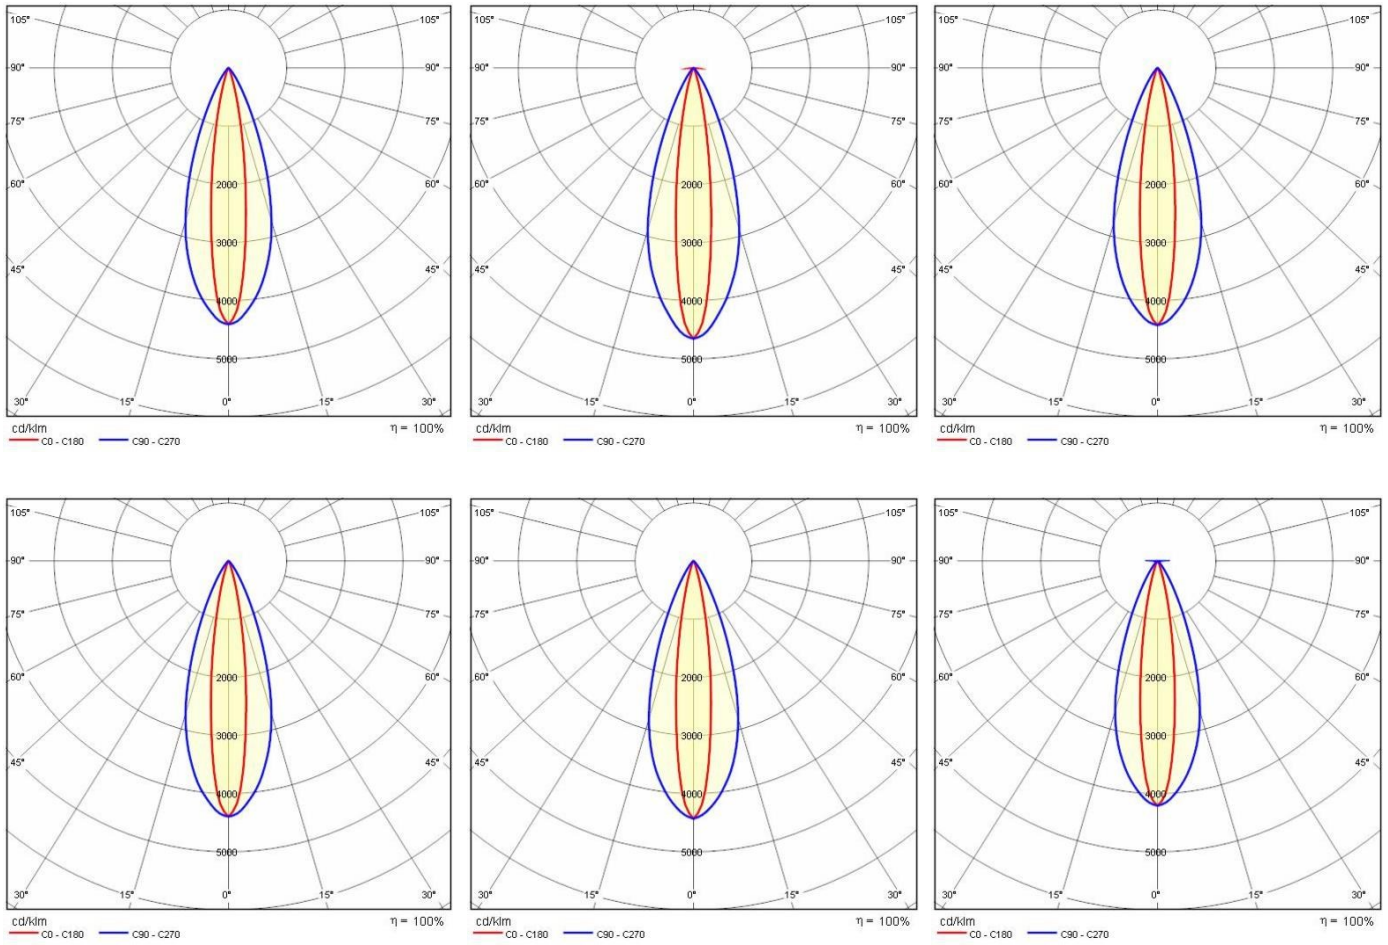 105° 105° 105° 105° 105° 105°
90° 90° 90° 90° 90° 90°
75° 75° 75° 75° 75° 75°
60° 2000 60° 60° 2000 60° 60° 2000 60°
45° 3000 45° 45° 3000 45° 45° 3000 45°
4000 4000 4000
5000 5000 5000
30° 15° 0° 15° 30° 30° 15° 0° 15° 30° 30° 15° 0° 15° 30°
cd/klm η = 100% cd/klm η = 100% cd/klm η = 100%
C0 - C180 C90 - C270 C0 - C180 C90 - C270 C0 - C180 C90 - C270
105° 105° 105° 105° 105° 105°
90° 90° 90° 90° 90° 90°
75° 75° 75° 75° 75° 75°
60° 2000 60° 60° 2000 60° 60° 2000 60°
3000 3000 3000
45° 45° 45° 45° 45° 45°
4000 4000 4000
5000 5000 5000
30° 15° 0° 15° 30° 30° 15° 0° 15° 30° 30° 15° 0° 15° 30°
cd/klm η = 100% cd/klm η = 100% cd/klm η = 100%
C0 - C180 C90 - C270 C0 - C180 C90 - C270 C0 - C180 C90 - C270